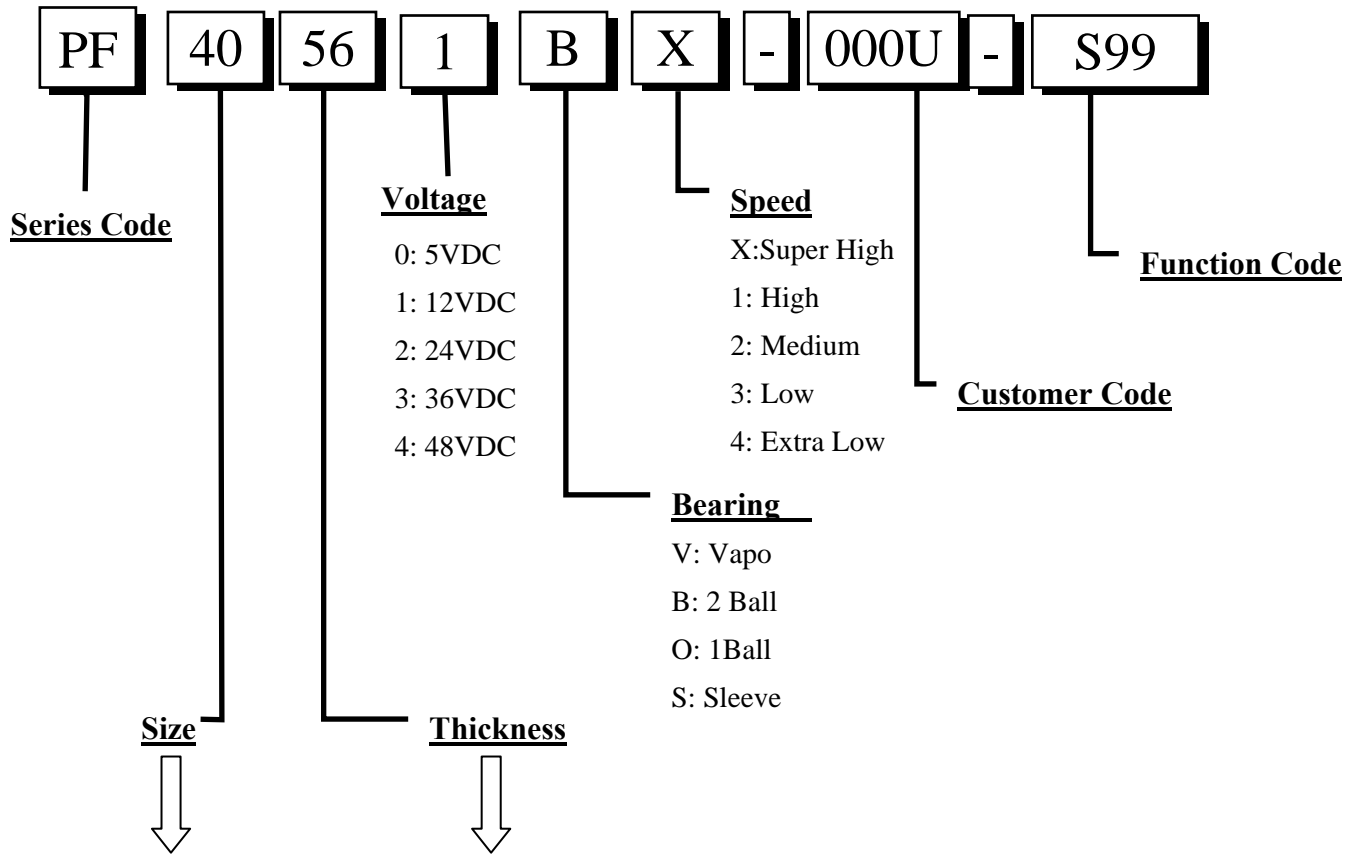 PF 40 56 1 B X - 000U - S99
Series Code
Voltage
0: 5VDC
1: 12VDC
2: 24VDC
3: 36VDC
4: 48VDC
Speed
X:Super High
1: High
2: Medium
3: Low
4: Extra Low
Function Code
Customer Code
Bearing
V: Vapo
B: 2 Ball
O: 1Ball
S: Sleeve
Size
Thickness